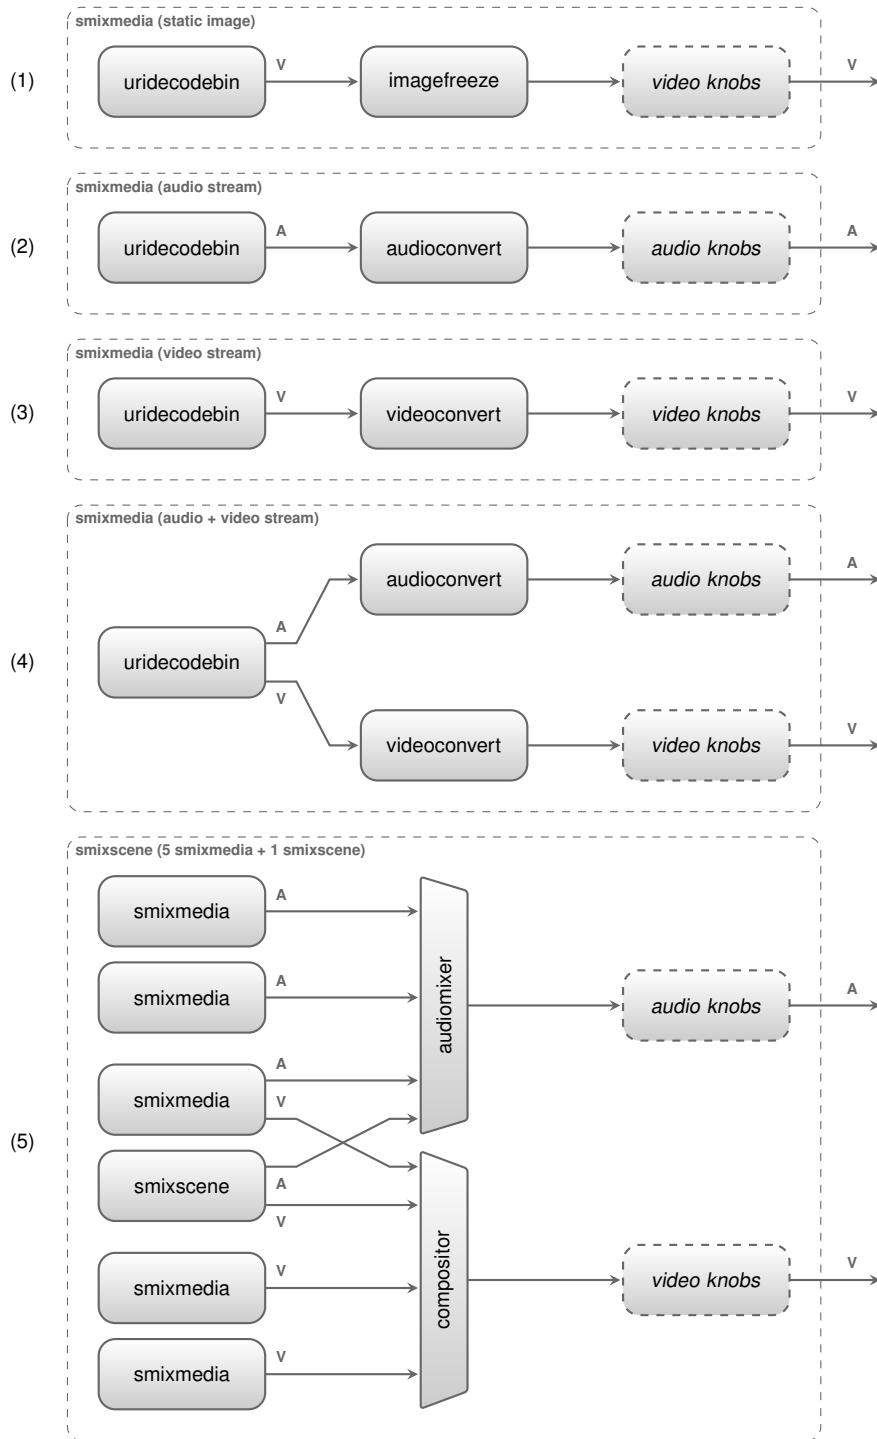 smixmedia (static image)
(1)
uridecodebin
V
imagefreeze
video knobs
V
smixmedia (audio stream)
(2)
uridecodebin
A
audioconvert
audio knobs
A
smixmedia (video stream)
(3)
uridecodebin
V
videoconvert
video knobs
V
smixmedia (audio + video stream)
(4)
uridecodebin
A
V
audioconvert
audio knobs
A
videoconvert
video knobs
V
smixscene (5 smixmedia + 1 smixscene)
(5)
smixmedia
A
smixmedia
A
smixmedia
A
V
smixscene
A
V
smixmedia
V
smixmedia
V
audiomixer
audio knobs
A
compositor
video knobs
V